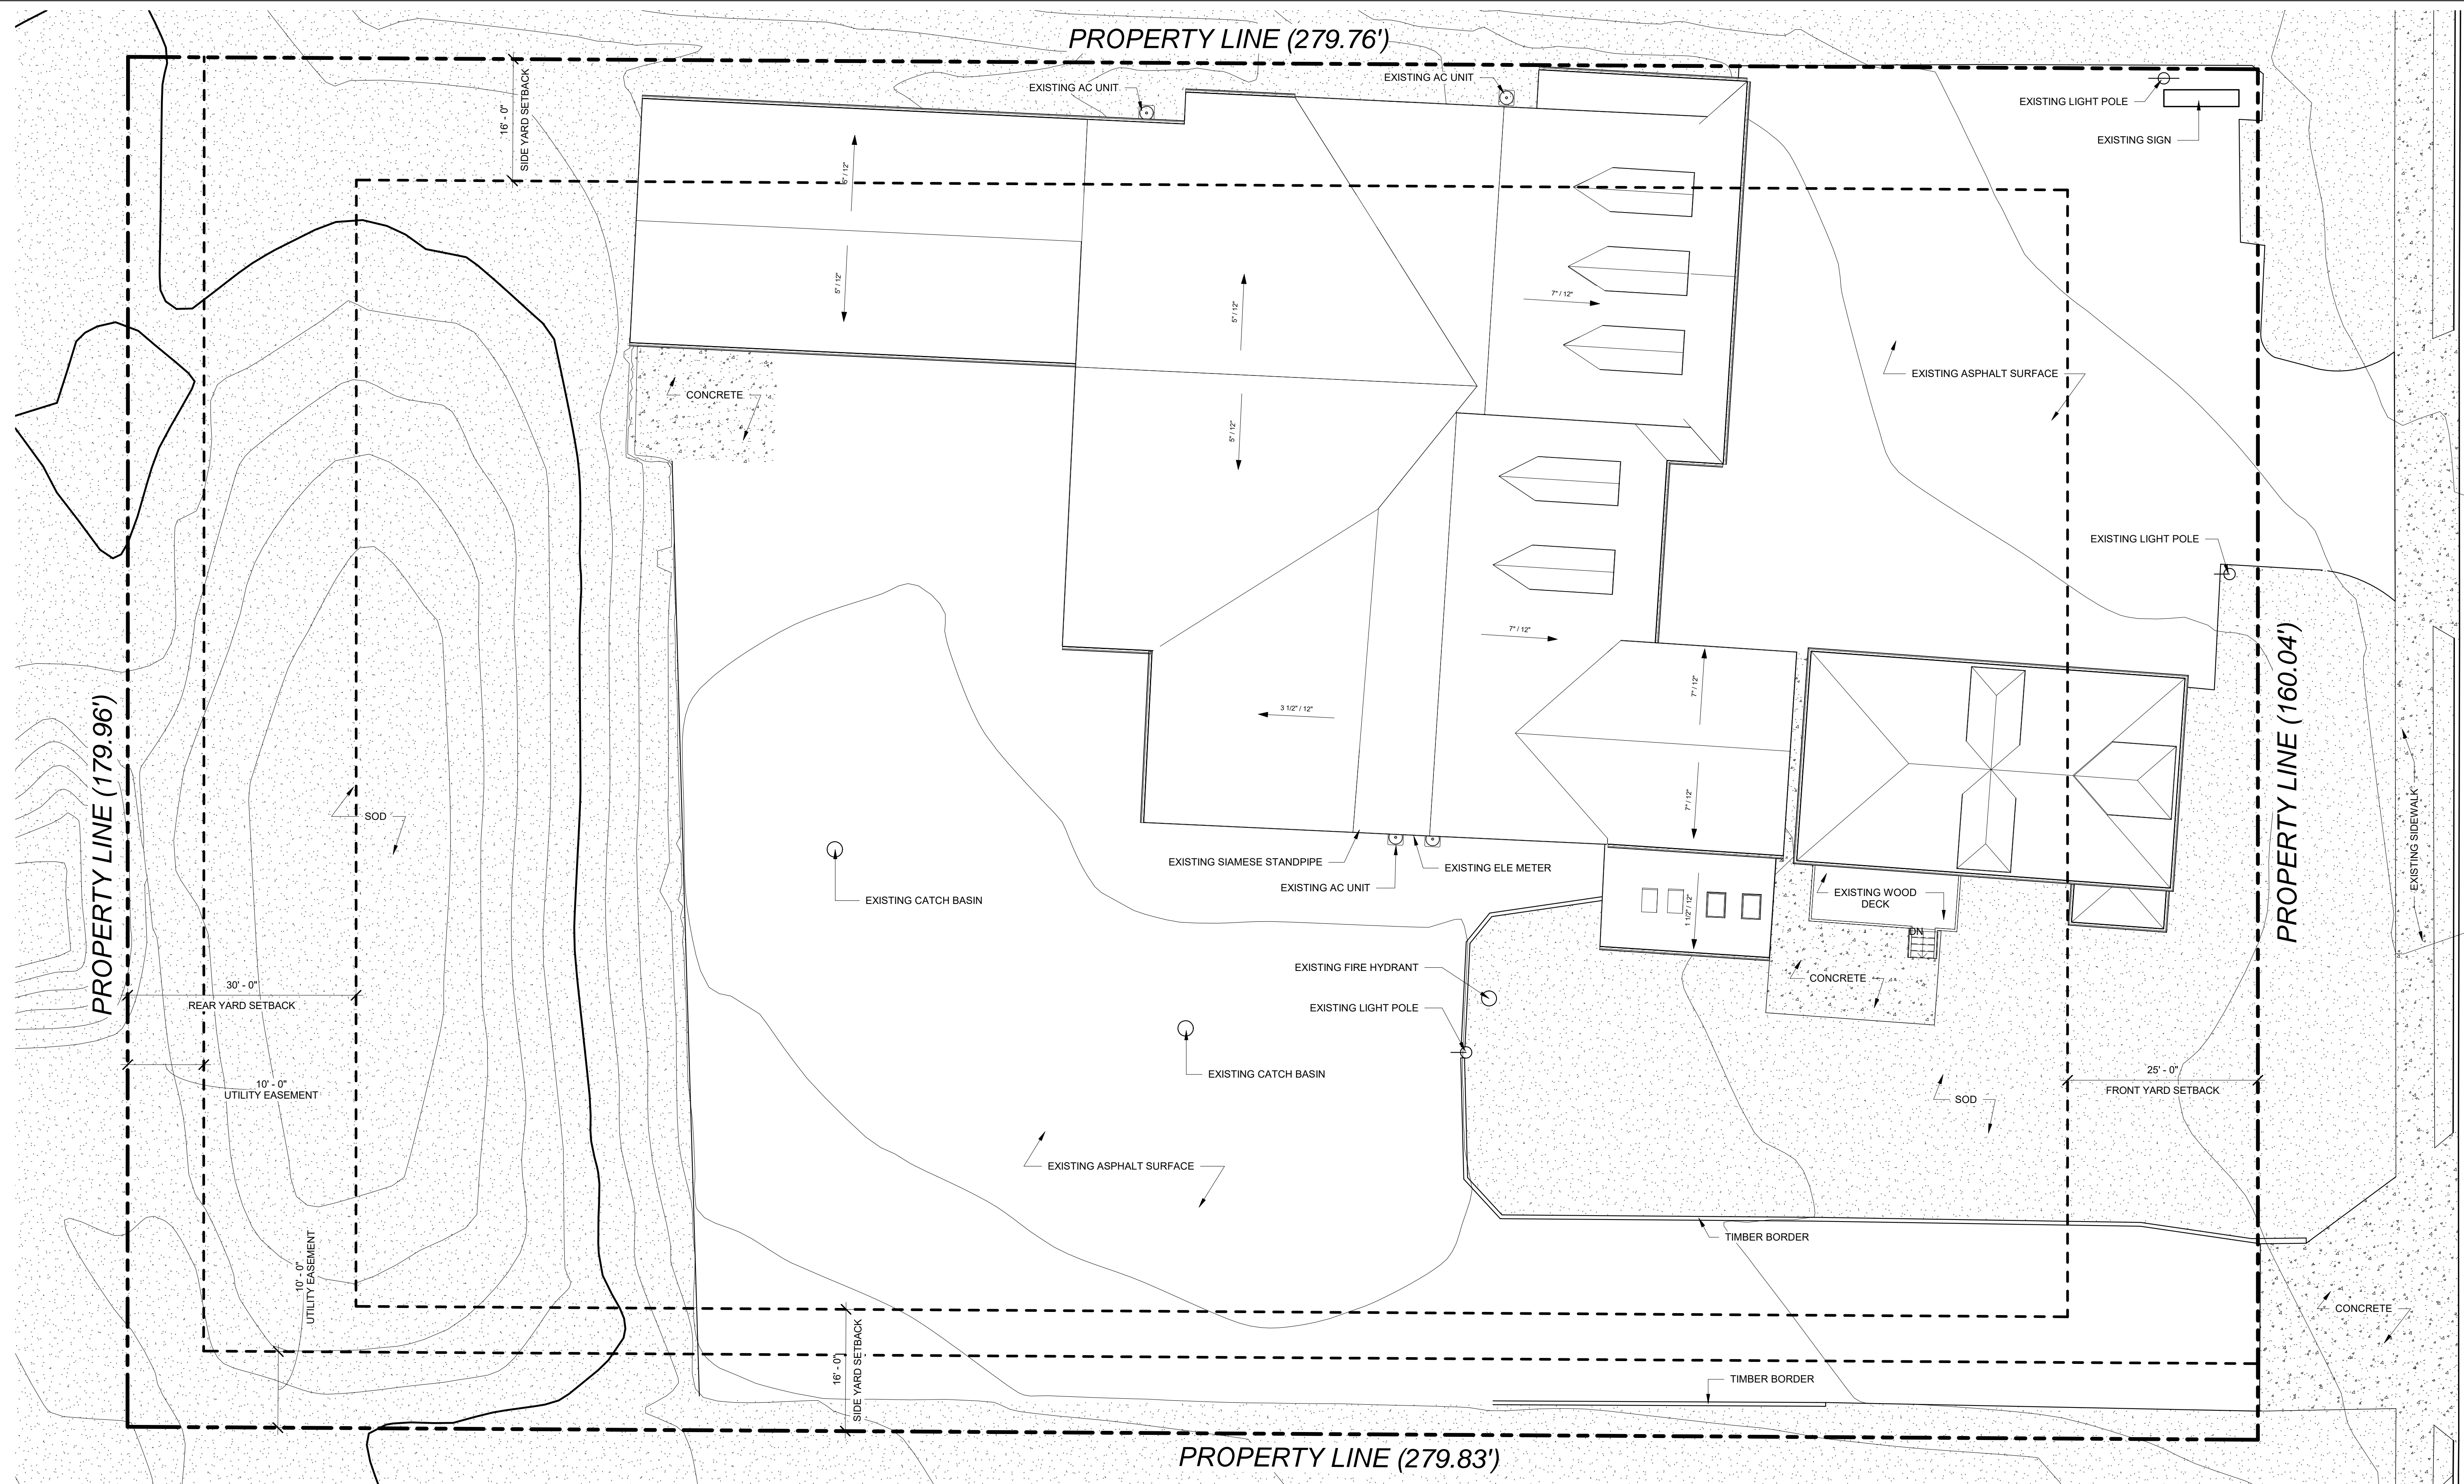 PROPERTY LINE (279.76')
16' - 0"
SIDE YARD SETBACK
EXISTING AC UNIT
EXISTING AC UNIT
EXISTING LIGHT POLE
EXISTING SIGN
5" / 12"
5" / 12"
5" / 12"
5" / 12"
7" / 12"
CONCRETE
EXISTING ASPHALT SURFACE
EXISTING LIGHT POLE
7" / 12"
7" / 12"
7" / 12"
3 1/2" / 12"
PROPERTY LINE (179.96')
PROPERTY LINE (160.04')
SOD
EXISTING SIDEWALK
EXISTING SIAMESE STANDPIPE
EXISTING ELE METER
EXISTING AC UNIT
EXISTING CATCH BASIN
1 1/2" / 12"
EXISTING WOOD
DECK
DN
EXISTING FIRE HYDRANT
CONCRETE
30' - 0"
REAR YARD SETBACK
EXISTING LIGHT POLE
EXISTING CATCH BASIN
10' - 0"
UTILITY EASEMENT
25' - 0"
FRONT YARD SETBACK
SOD
EXISTING ASPHALT SURFACE
TIMBER BORDER
10' - 0"
UTILITY EASEMENT
CONCRETE
16' - 0"
SIDE YARD SETBACK
TIMBER BORDER
PROPERTY LINE (279.83')